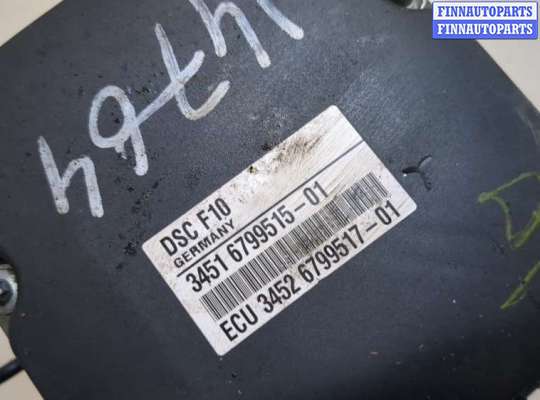 FINNAUTOPARTS
FINNAUTOPARTS
DSC F10
GERMANY
3451 6799515-01
ECU 3452 6799517-01